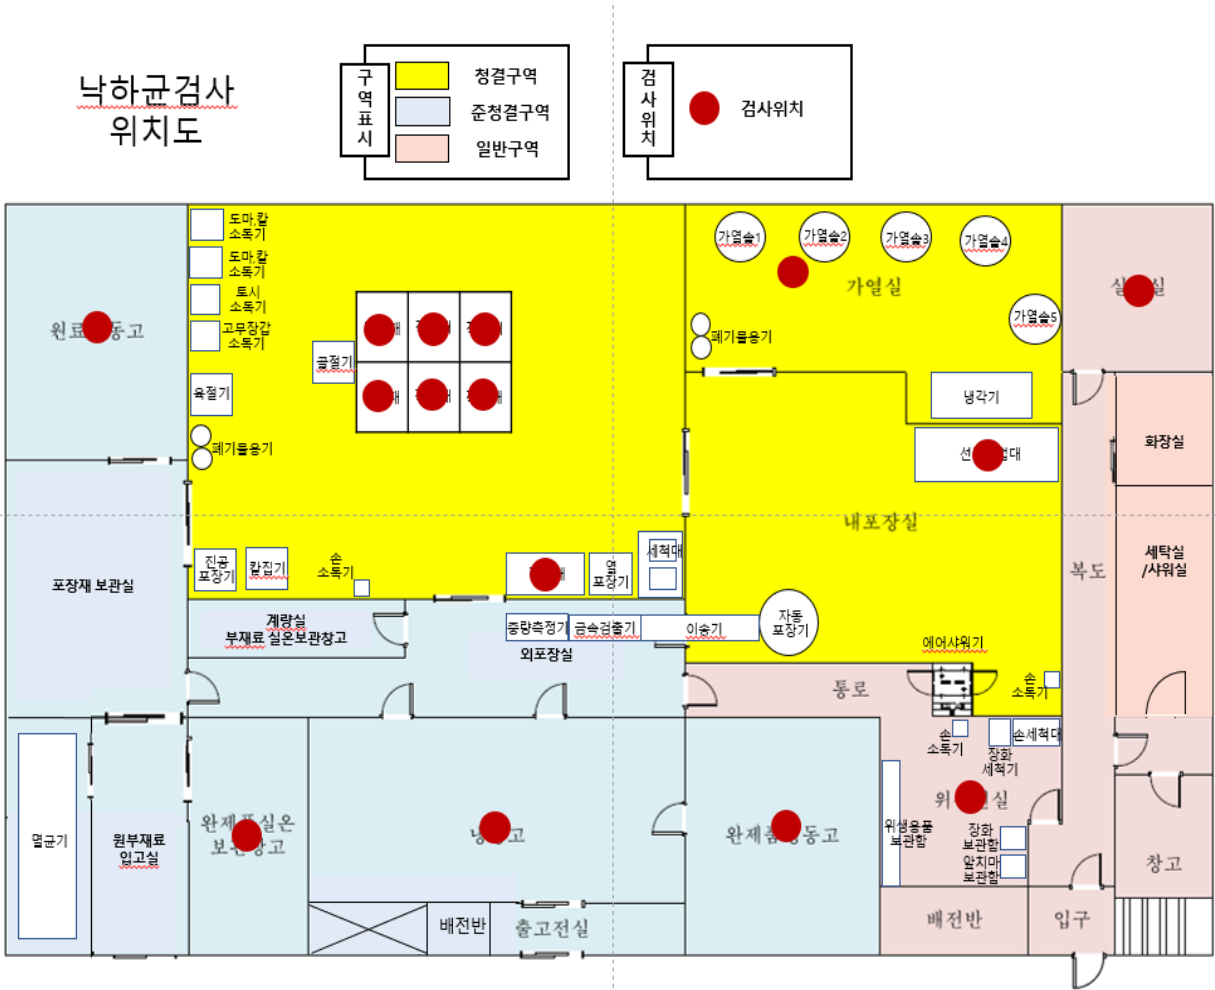 낙하균검사
위치도
구역표시
청결구역
준청결구역
일반구역
검사위치
검사위치
도마,칼
소독기
도마,칼
소독기
토시
소독기
고무장갑
소독기
골절기
육절기
폐기물용기
가열솥1
가열솥2
가열솥3
가열솥4
가열솥5
가열실
폐기물용기
냉각기
내포장실
화장실
세탁실
/샤워실
복도
포장재 보관실
진공
포장기
칼집기
손
소독기
포장기
세척대
계량실
부재료 실온보관창고
중량측정기
금속검출기
이송기
자동
포장기
외포장실
에어샤워기
손
소독기
통로
손
소독기
장화
세척기
손세척대
위생용품
보관함
장화
보관함
앞치마
보관함
멸균기
원부재료
입고실
배전반
출고전실
배전반
입구
창고